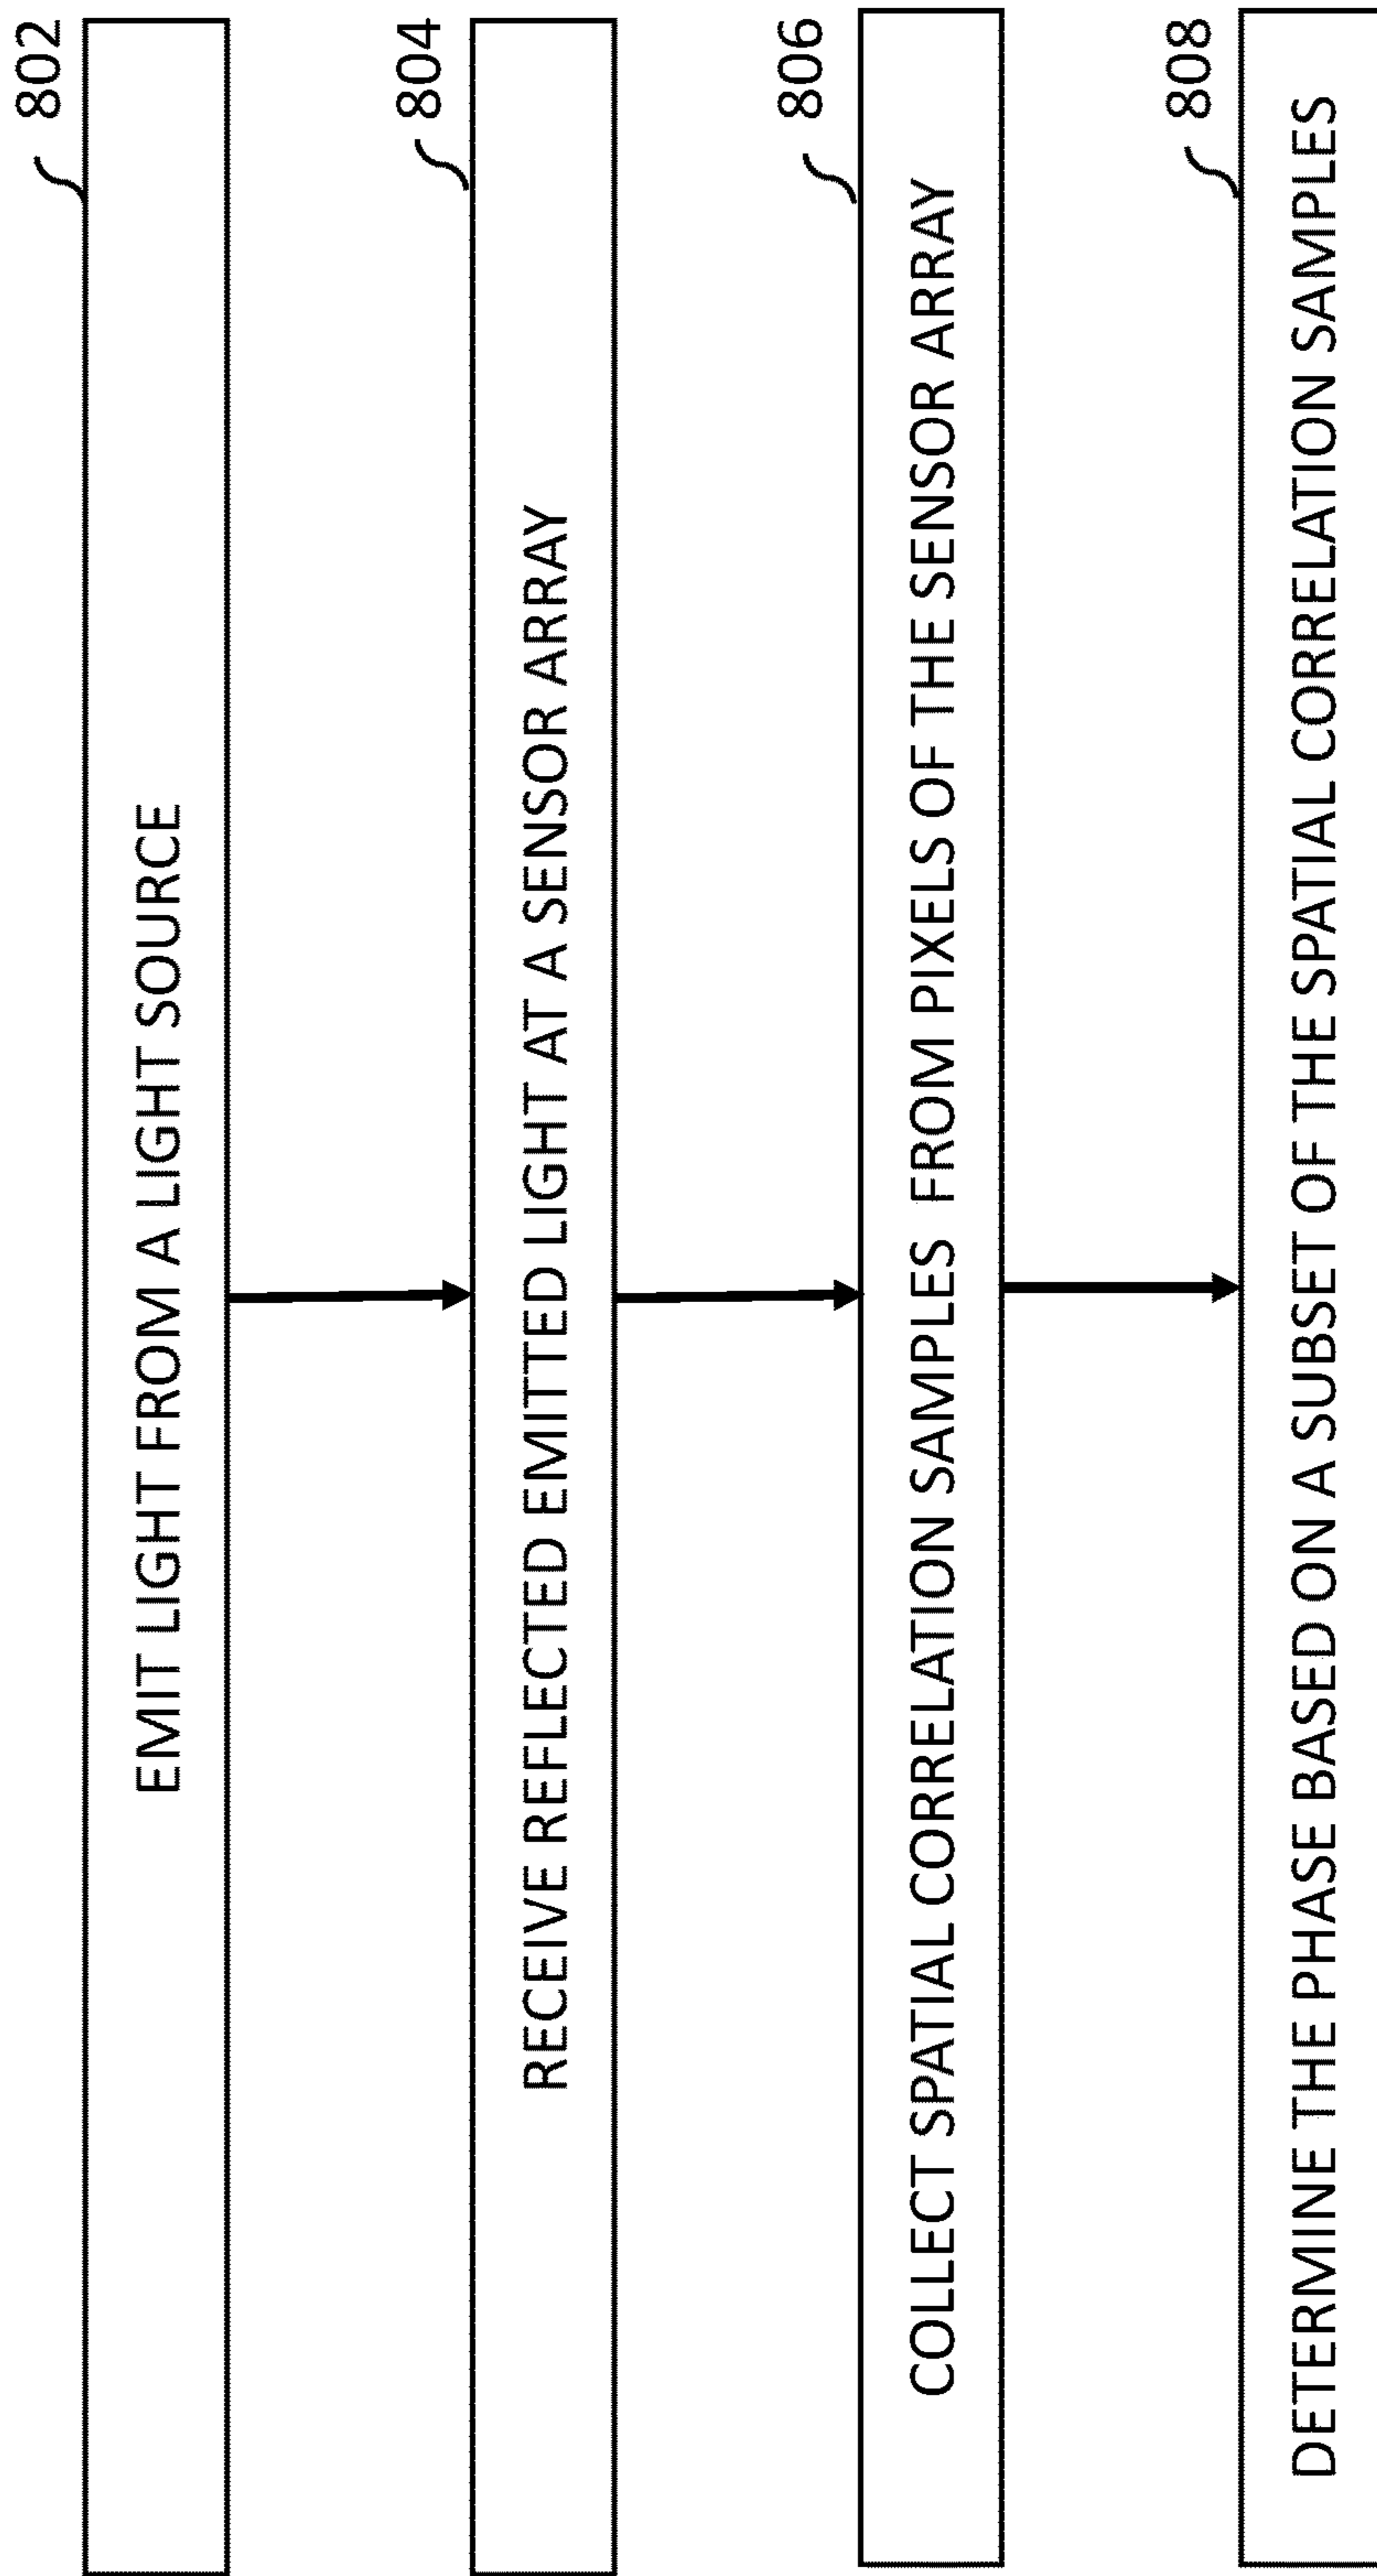 802
EMIT LIGHT FROM A LIGHT SOURCE
804
RECEIVE REFLECTED EMITTED LIGHT AT A SENSOR ARRAY
806
COLLECT SPATIAL CORRELATION SAMPLES FROM PIXELS OF THE SENSOR ARRAY
808
DETERMINE THE PHASE BASED ON A SUBSET OF THE SPATIAL CORRELATION SAMPLES